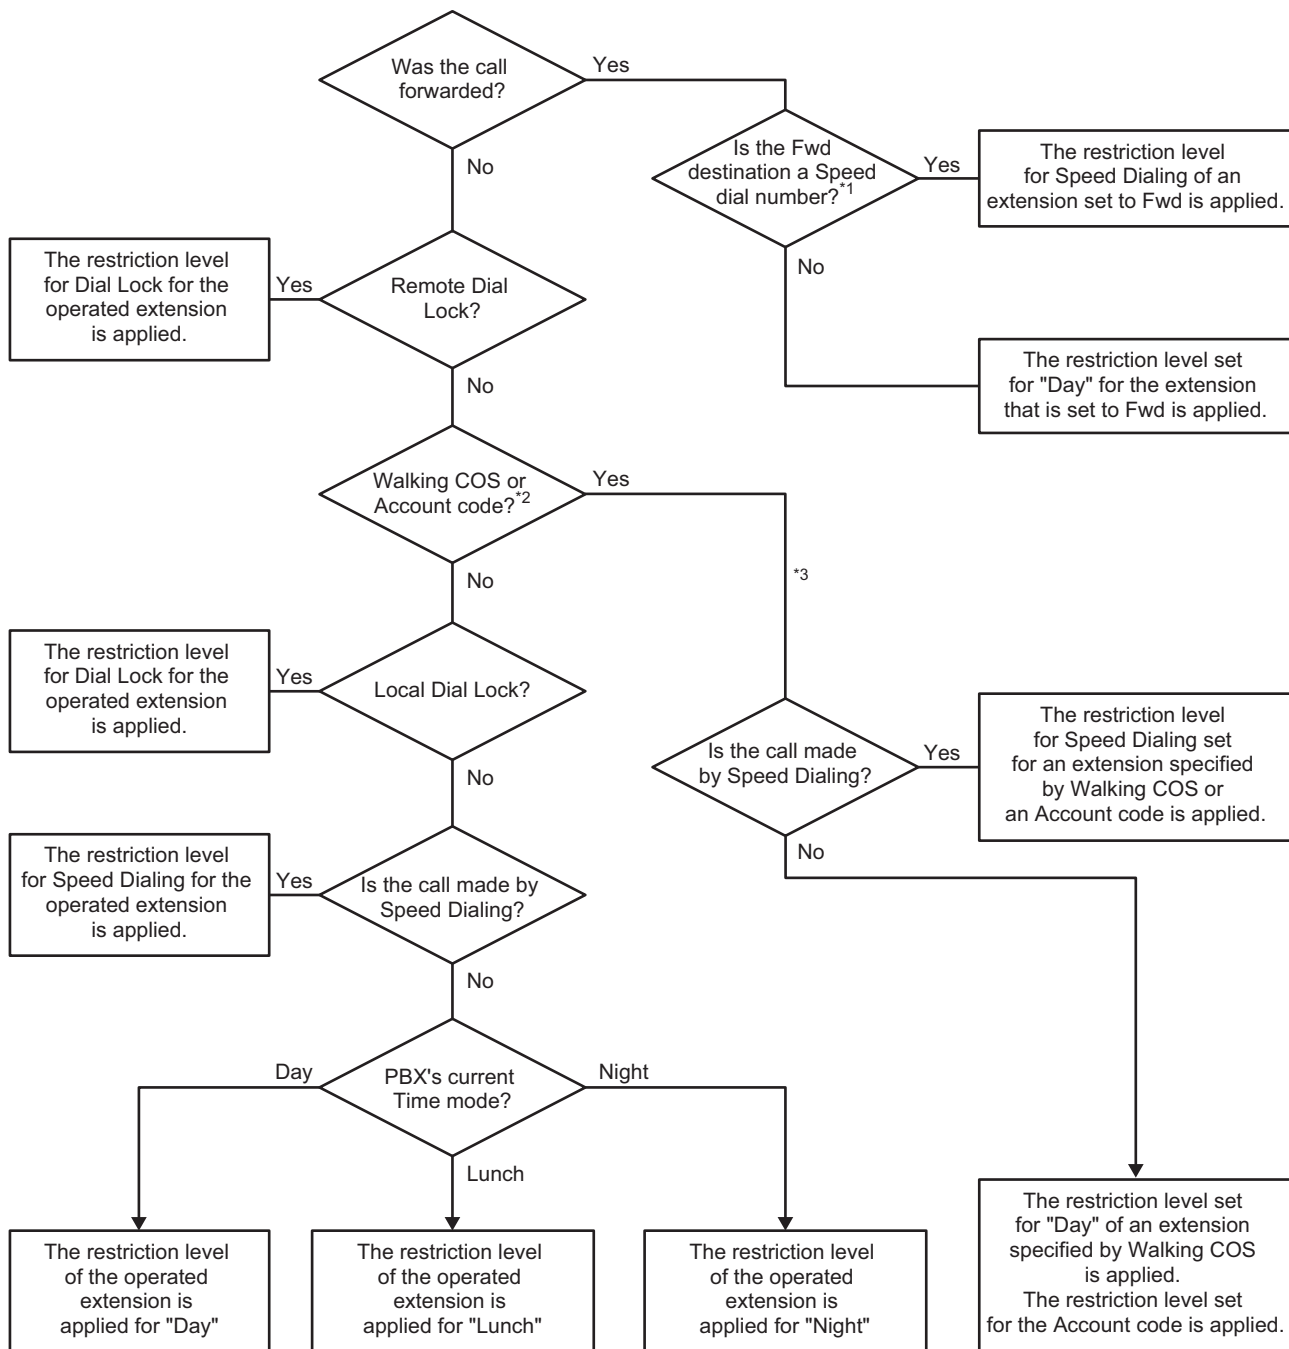 Was the call
forwarded?
Yes
No
Is the Fwd
destination a Speed
dial number?*1
Yes
The restriction level
for Speed Dialing of an
extension set to Fwd is applied.
No
The restriction level set
for "Day" for the extension
that is set to Fwd is applied.
Remote Dial
Lock?
Yes
The restriction level
for Dial Lock for the
operated extension
is applied.
No
Walking COS or
Account code?*2
Yes
*3
No
Local Dial Lock?
Yes
The restriction level
for Dial Lock for the
operated extension
is applied.
No
Is the call made
by Speed Dialing?
Yes
The restriction level
for Speed Dialing set
for an extension specified
by Walking COS or
an Account code is applied.
No
Is the call made by
Speed Dialing?
Yes
The restriction level
for Speed Dialing for the
operated extension
is applied.
No
PBX's current
Time mode?
Day
Night
Lunch
The restriction level
of the operated
extension is
applied for "Day"
The restriction level
of the operated
extension is
applied for "Lunch"
The restriction level
of the operated
extension is
applied for "Night"
The restriction level set
for "Day" of an extension
specified by Walking COS
is applied.
The restriction level set
for the Account code is applied.